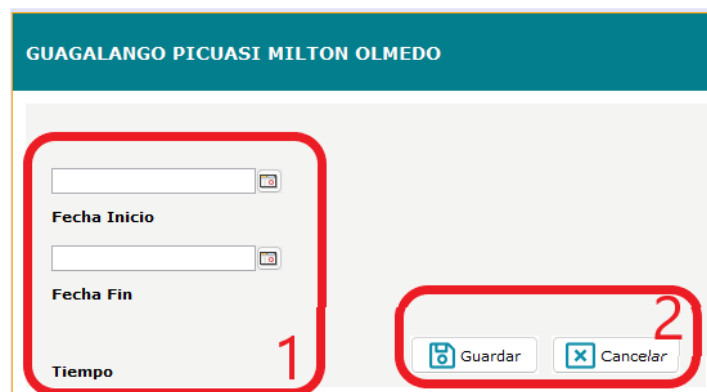 GUAGALANGO PICUASI MILTON OLMEDO
Fecha Inicio
Fecha Fin
Tiempo
1
Guardar
Cancelar
2